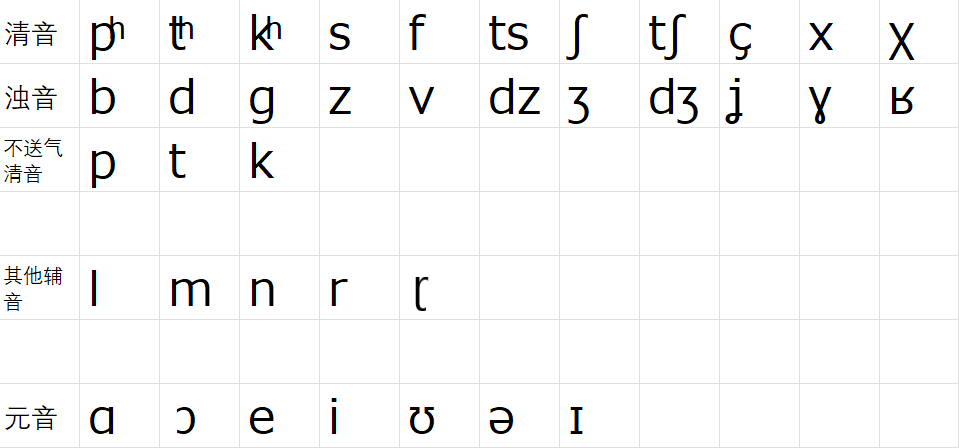 清音 pʰ tʰ kʰ s f ts ʃ tʃ ç x χ
浊音 b d g z v dz ʒ dʒ ʝ ɣ ʁ
不送气
清音 p t k
其他辅
音 l m n r ɽ
元音 ɑ ɔ e i ʊ ə ɪ